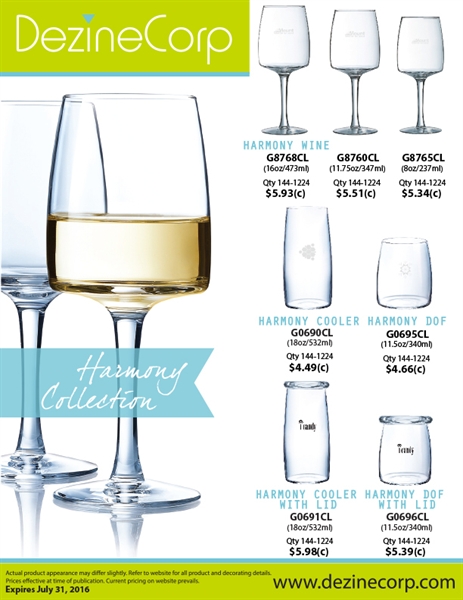 DezineCorp
HARMONY WINE
G8768CL
(16oz/473ml)
Qty 144-1224
$5.93(c)
G8760CL
(11.75oz/347ml)
Qty 144-1224
$5.51(c)
G8765CL
(8oz/237ml)
Qty 144-1224
$5.34(c)
HARMONY COOLER
G0690CL
(18oz/532ml)
Qty 144-1224
$4.49(c)
HARMONY DOF
G0695CL
(11.5oz/340ml)
Qty 144-1224
$4.66(c)
Harmony
Collection
HARMONY COOLER
WITH LID
G0691CL
(18oz/532ml)
Qty 144-1224
$5.98(c)
HARMONY DOF
WITH LID
G0696CL
(11.5oz/340ml)
Qty 144-1224
$5.39(c)
Actual product appearance may differ slightly. Refer to website for all product and decorating details.
Prices effective at time of publication. Current pricing on website prevails.
Expires July 31, 2016
www.dezinecorp.com